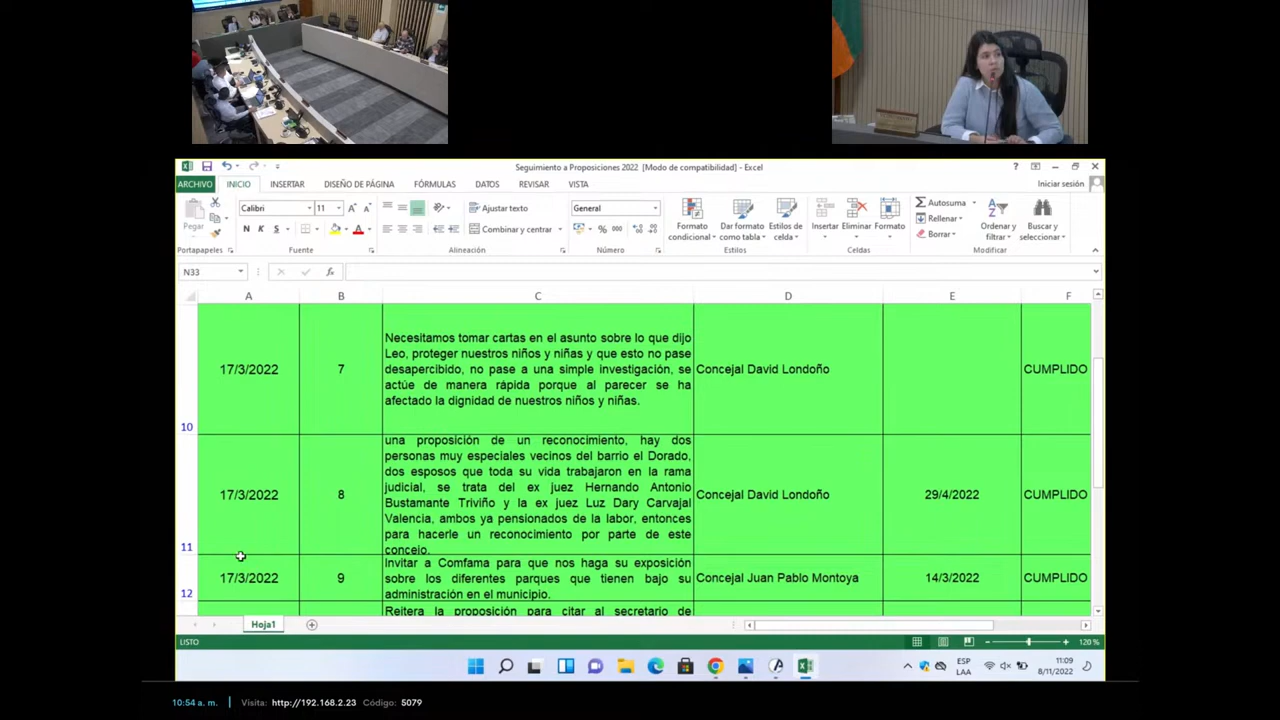 Seguimiento a Proposiciones 2022 [Modo de compatibilidad] - Excel
ARCHIVO INICIO INSERTAR DISEÑO DE PÁGINA FÓRMULAS DATOS REVISAR VISTA Iniciar sesión
Pegar
Calibri 11
N K S
Ajustar texto
Combinar y centrar
General
% 000
Formato condicional
Dar formato como tabla
Estilos de celda
Insertar Eliminar Formato
Autosuma
Rellenar
Borrar
Ordenar y filtrar
Buscar y seleccionar
Portapapeles Fuente Alineación Número Estilos Celdas Modificar
N33 fx
A B C D E F
10 17/3/2022 7
Necesitamos tomar cartas en el asunto sobre lo que dijo
Leo, proteger nuestros niños y niñas y que esto no pase
desapercibido, no pase a una simple investigación, se
actúe de manera rápida porque al parecer se ha
afectado la dignidad de nuestros niños y niñas.
Concejal David Londoño CUMPLIDO
11 17/3/2022 8
una proposición de un reconocimiento, hay dos
personas muy especiales vecinos del barrio el Dorado,
dos esposos que toda su vida trabajaron en la rama
judicial, se trata del ex juez Hernando Antonio
Bustamante Triviño y la ex juez Luz Dary Carvajal
Valencia, ambos ya pensionados de la labor, entonces
para hacerle un reconocimiento por parte de este
concejo.
Concejal David Londoño 29/4/2022 CUMPLIDO
12 17/3/2022 9
Invitar a Comfama para que nos haga su exposición
sobre los diferentes parques que tienen bajo su
administración en el municipio.
Concejal Juan Pablo Montoya 14/3/2022 CUMPLIDO
Reitera la proposición para citar al secretario de
Hoja1
LISTO 120 %
ESP
LAA
11:09
8/11/2022
10:54 a. m. | Visita: http://192.168.2.23 Código: 5079